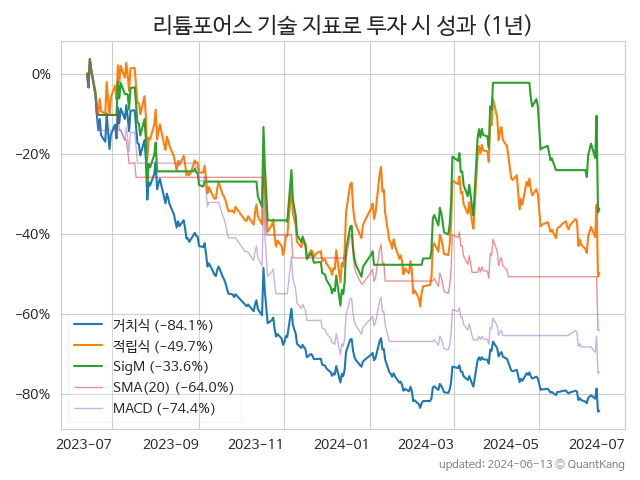 리튬포어스 기술 지표로 투자 시 성과 (1년)
0%
−20%
−40%
−60%
−80%
거치식 (−84.1%)
적립식 (−49.7%)
SigM (−33.6%)
SMA(20) (−64.0%)
MACD (−74.4%)
2023-07 2023-09 2023-11 2024-01 2024-03 2024-05 2024-07
updated: 2024-06-13 © QuantKang